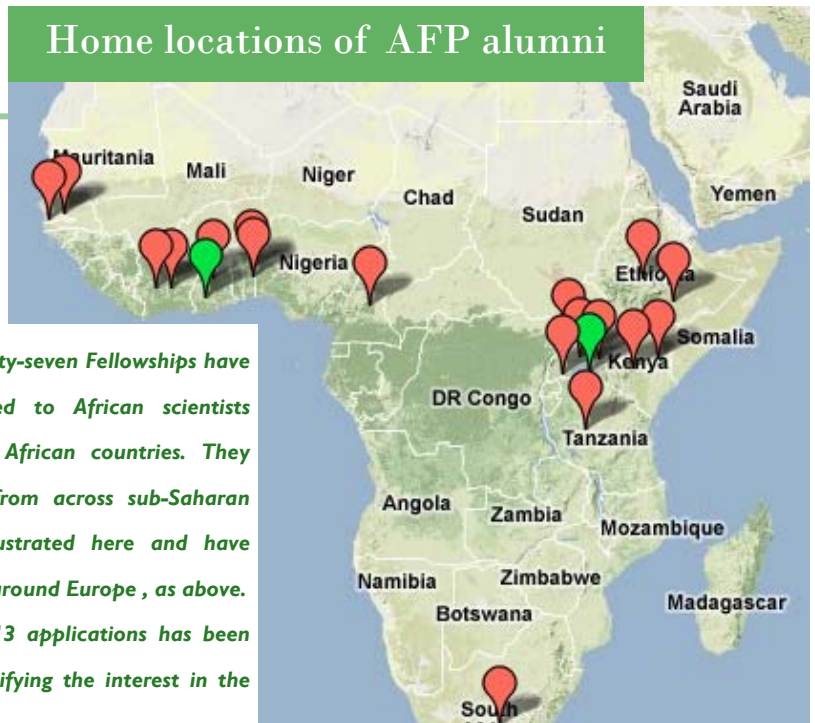 Home locations of AFP alumni
Saudi
Arabia
Mauritania
Mali
Niger
Chad
Yemen
Sudan
Nigeria
Ethiopia
Somalia
Kenya
DR Congo
Tanzania
ty-seven Fellowships have
ed to African scientists
African countries. They
from across sub-Saharan
ustrated here and have
around Europe , as above.
13 applications has been
ifying the interest in the
Angola
Zambia
Mozambique
Namibia
Zimbabwe
Madagascar
Botswana
South